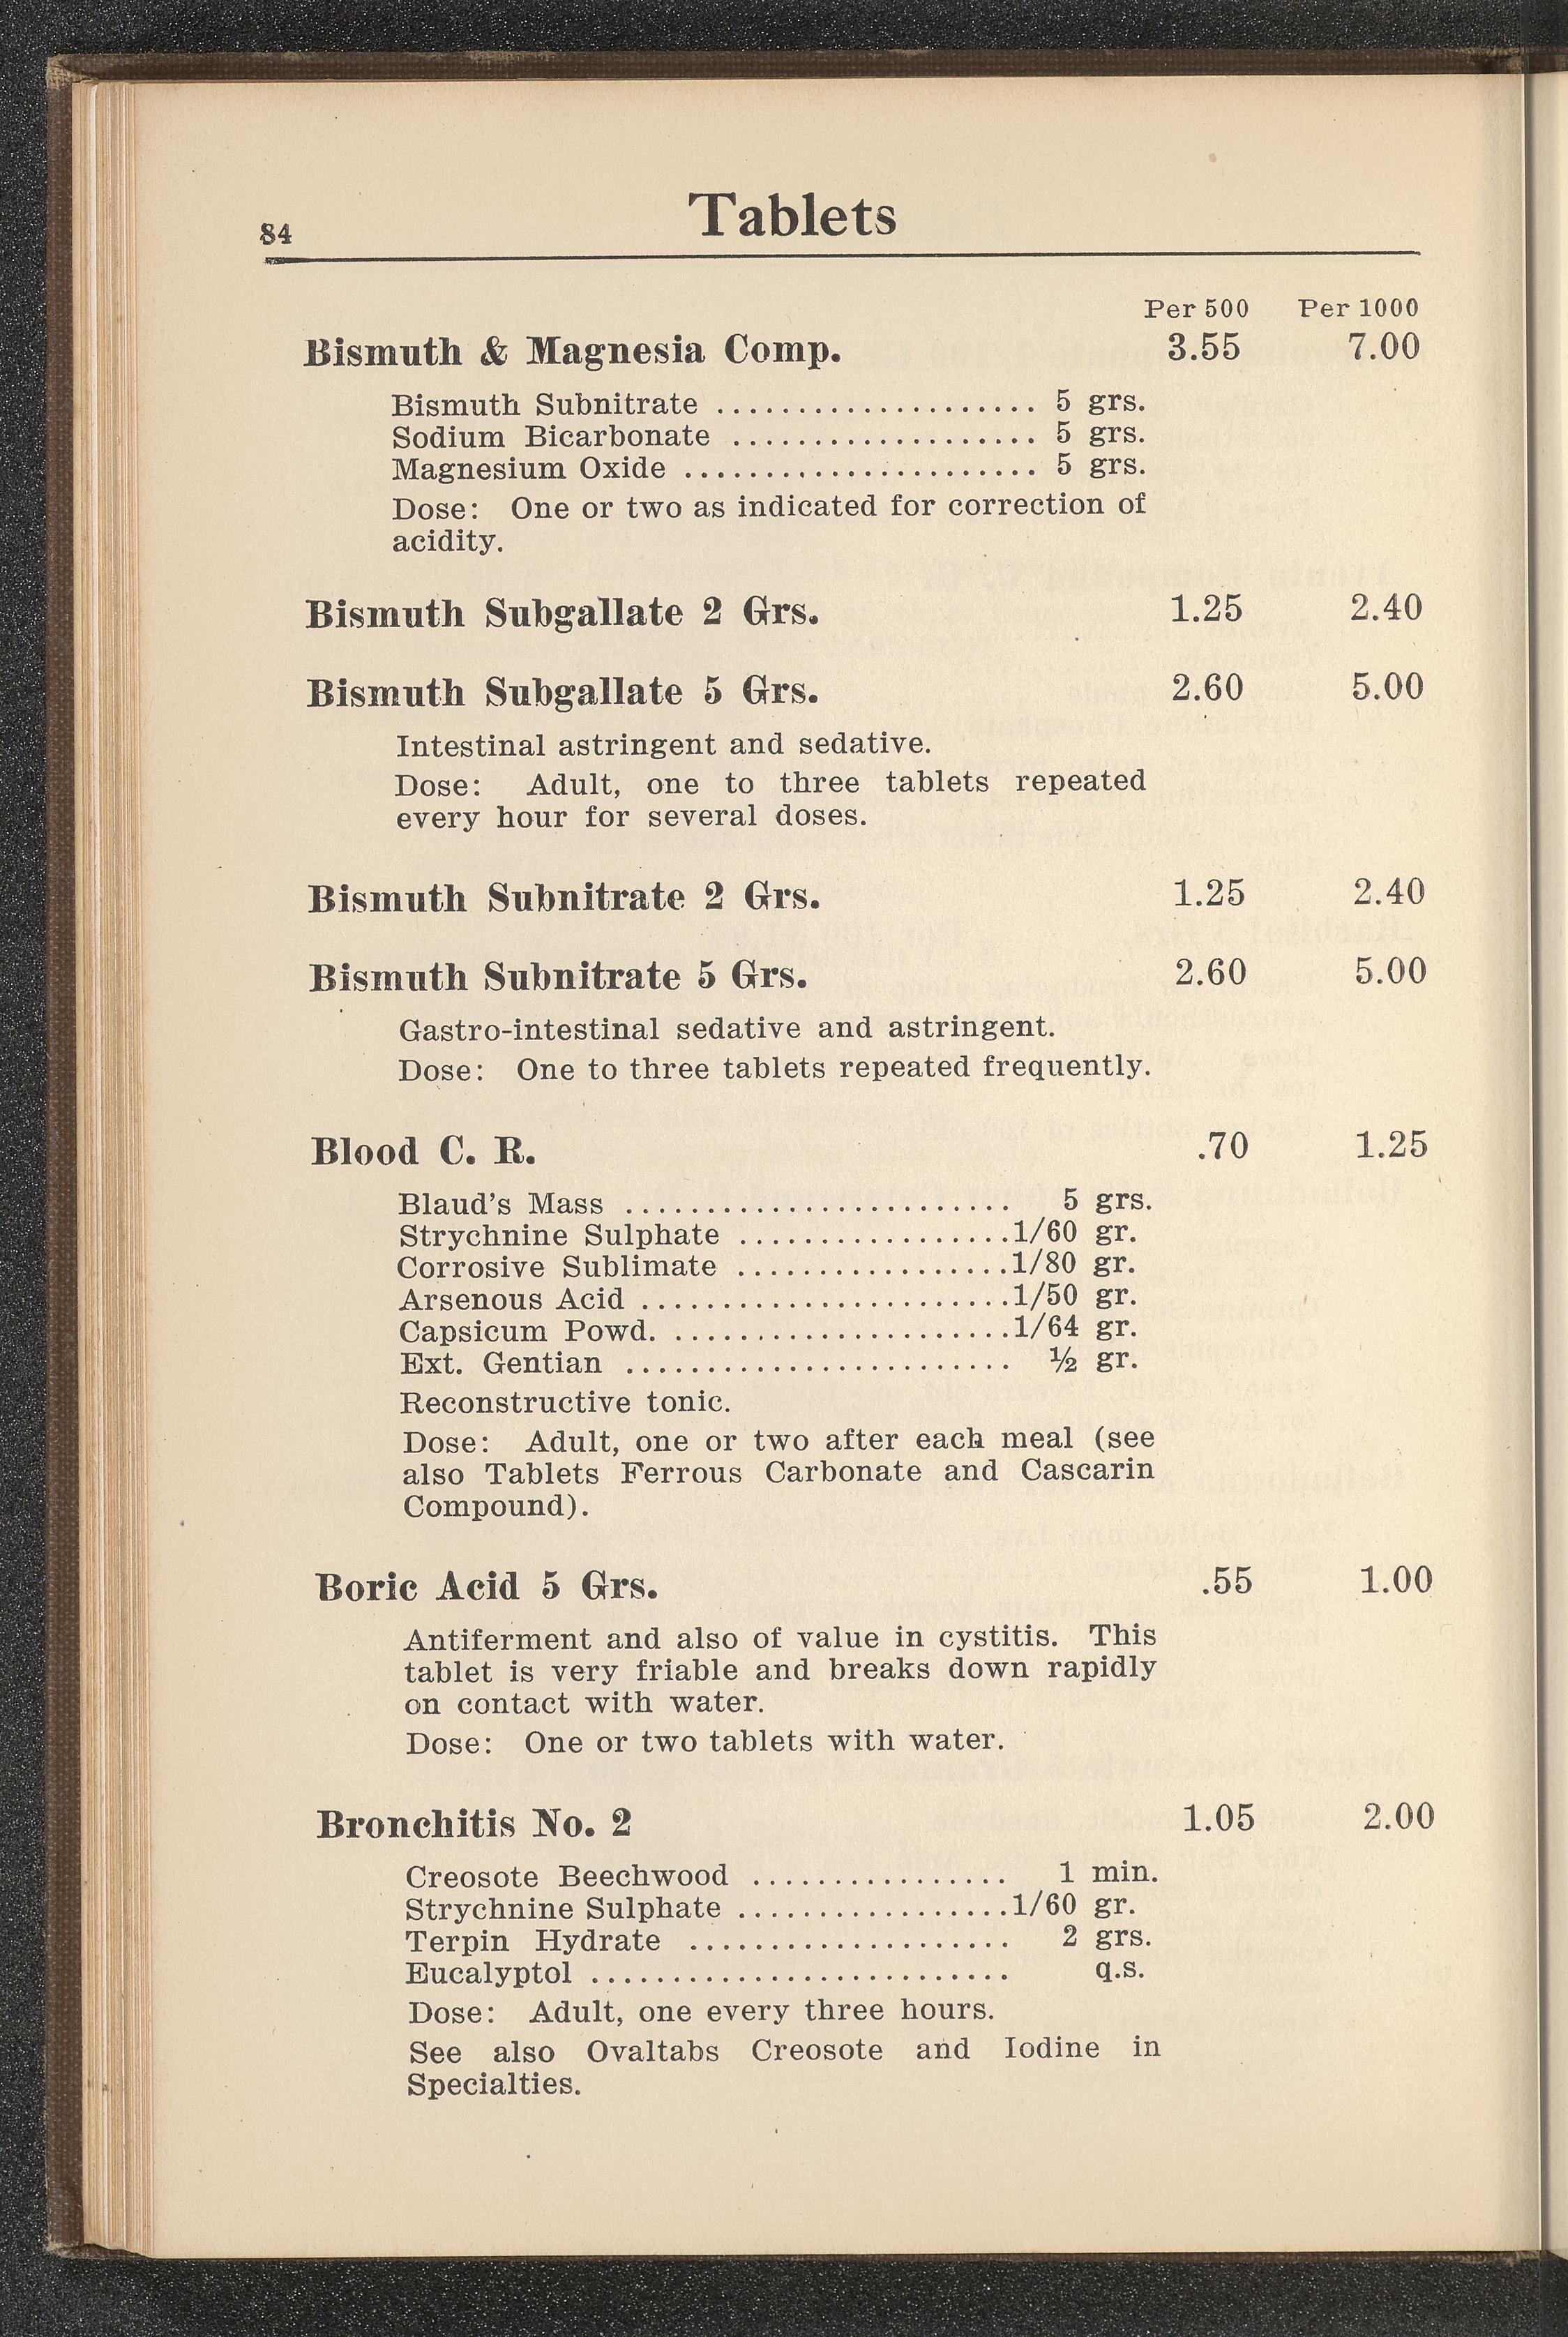 84
Tablets
Per 500 Per 1000
Bismuth & Magnesia Comp. 3.55 7.00
Bismuth Subnitrate .................... 5 grs.
Sodium Bicarbonate ................... 5 grs.
Magnesium Oxide ...................... 5 grs.
Dose: One or two as indicated for correction of
acidity.
Bismuth Subgallate 2 Grs. 1.25 2.40
Bismuth Subgallate 5 Grs. 2.60 5.00
Intestinal astringent and sedative.
Dose: Adult, one to three tablets repeated
every hour for several doses.
Bismuth Subnitrate 2 Grs. 1.25 2.40
Bismuth Subnitrate 5 Grs. 2.60 5.00
Gastro-intestinal sedative and astringent.
Dose: One to three tablets repeated frequently.
Blood C. R. .70 1.25
Blaud's Mass ........................ 5 grs.
Strychnine Sulphate .................1/60 gr.
Corrosive Sublimate .................1/80 gr.
Arsenous Acid .......................1/50 gr.
Capsicum Powd. .....................1/64 gr.
Ext. Gentian ........................ ½ gr.
Reconstructive tonic.
Dose: Adult, one or two after each meal (see
also Tablets Ferrous Carbonate and Cascarin
Compound).
Boric Acid 5 Grs. .55 1.00
Antiferment and also of value in cystitis. This
tablet is very friable and breaks down rapidly
on contact with water.
Dose: One or two tablets with water.
Bronchitis No. 2 1.05 2.00
Creosote Beechwood ................ 1 min.
Strychnine Sulphate .................1/60 gr.
Terpin Hydrate .................... 2 grs.
Eucalyptol .......................... q.s.
Dose: Adult, one every three hours.
See also Ovaltabs Creosote and Iodine in
Specialties.